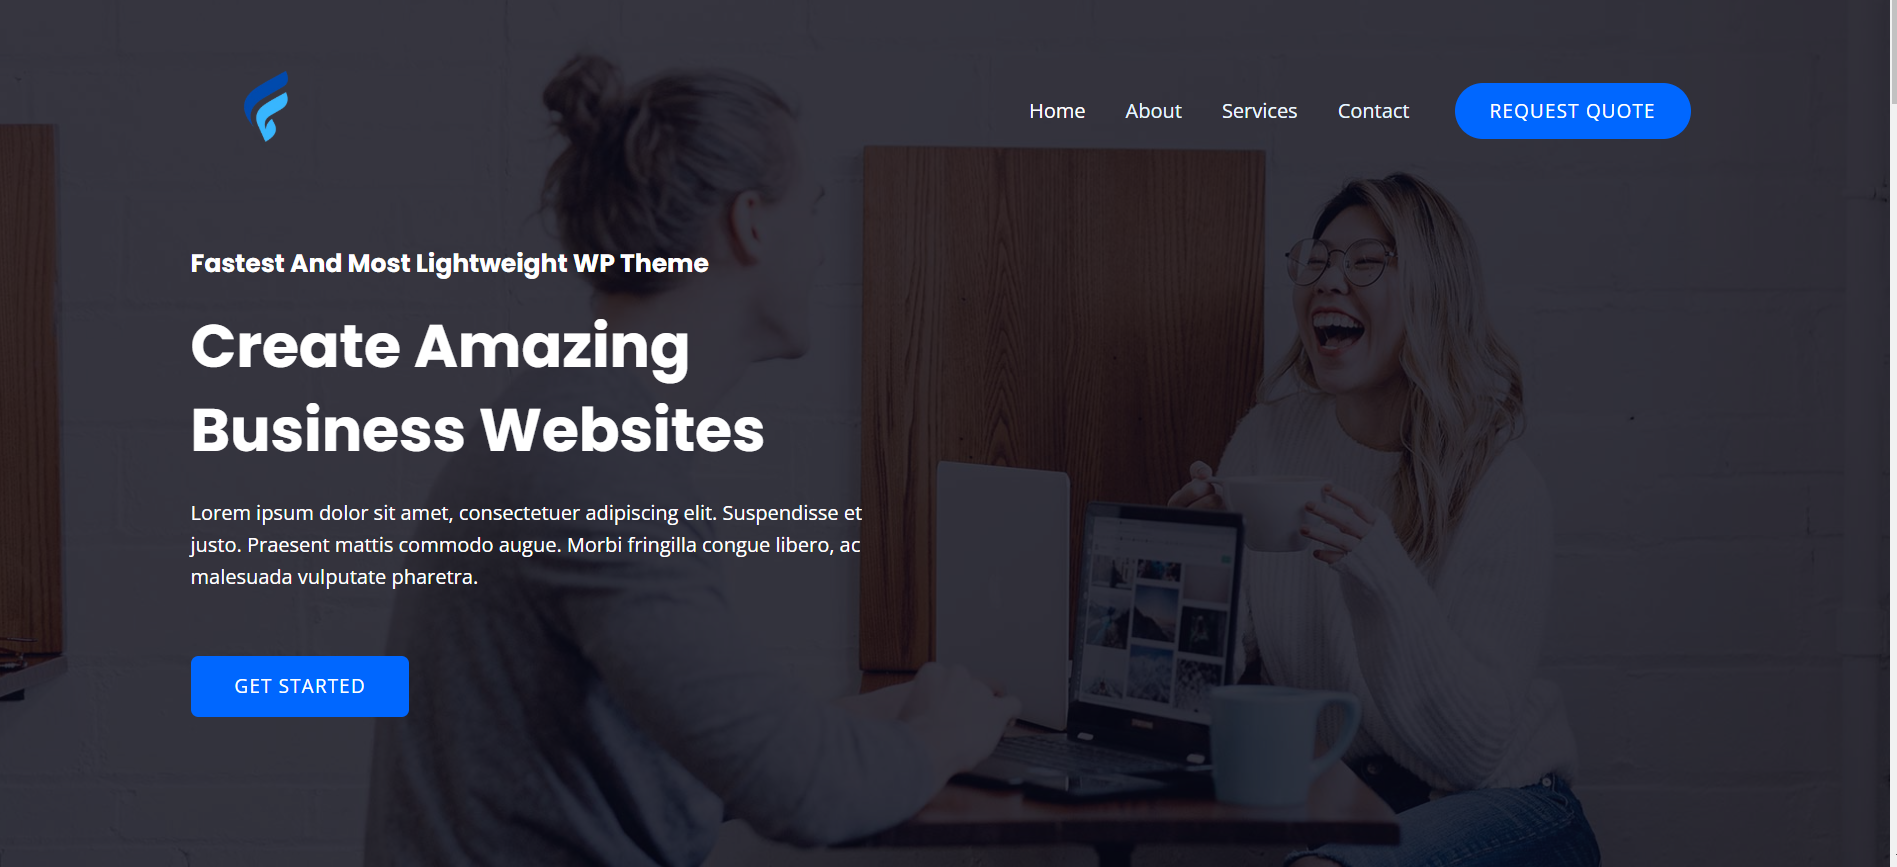 Home About Services Contact REQUEST QUOTE
Fastest And Most Lightweight WP Theme
Create Amazing
Business Websites
Lorem ipsum dolor sit amet, consectetuer adipiscing elit. Suspendisse et
justo. Praesent mattis commodo augue. Morbi fringilla congue libero, ac
malesuada vulputate pharetra.
GET STARTED